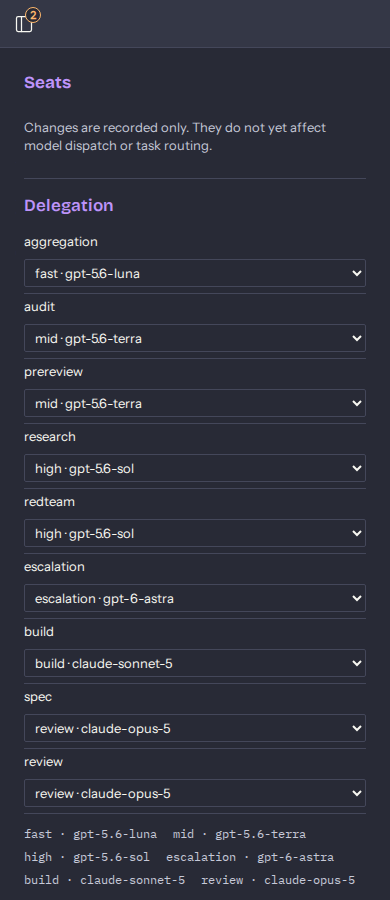 2
Seats
Changes are recorded only. They do not yet affect
model dispatch or task routing.
Delegation
aggregation
fast · gpt-5.6-luna
audit
mid · gpt-5.6-terra
prereview
mid · gpt-5.6-terra
research
high · gpt-5.6-sol
redteam
high · gpt-5.6-sol
escalation
escalation · gpt-6-astra
build
build · claude-sonnet-5
spec
review · claude-opus-5
review
review · claude-opus-5
fast · gpt-5.6-luna mid · gpt-5.6-terra
high · gpt-5.6-sol escalation · gpt-6-astra
build · claude-sonnet-5 review · claude-opus-5